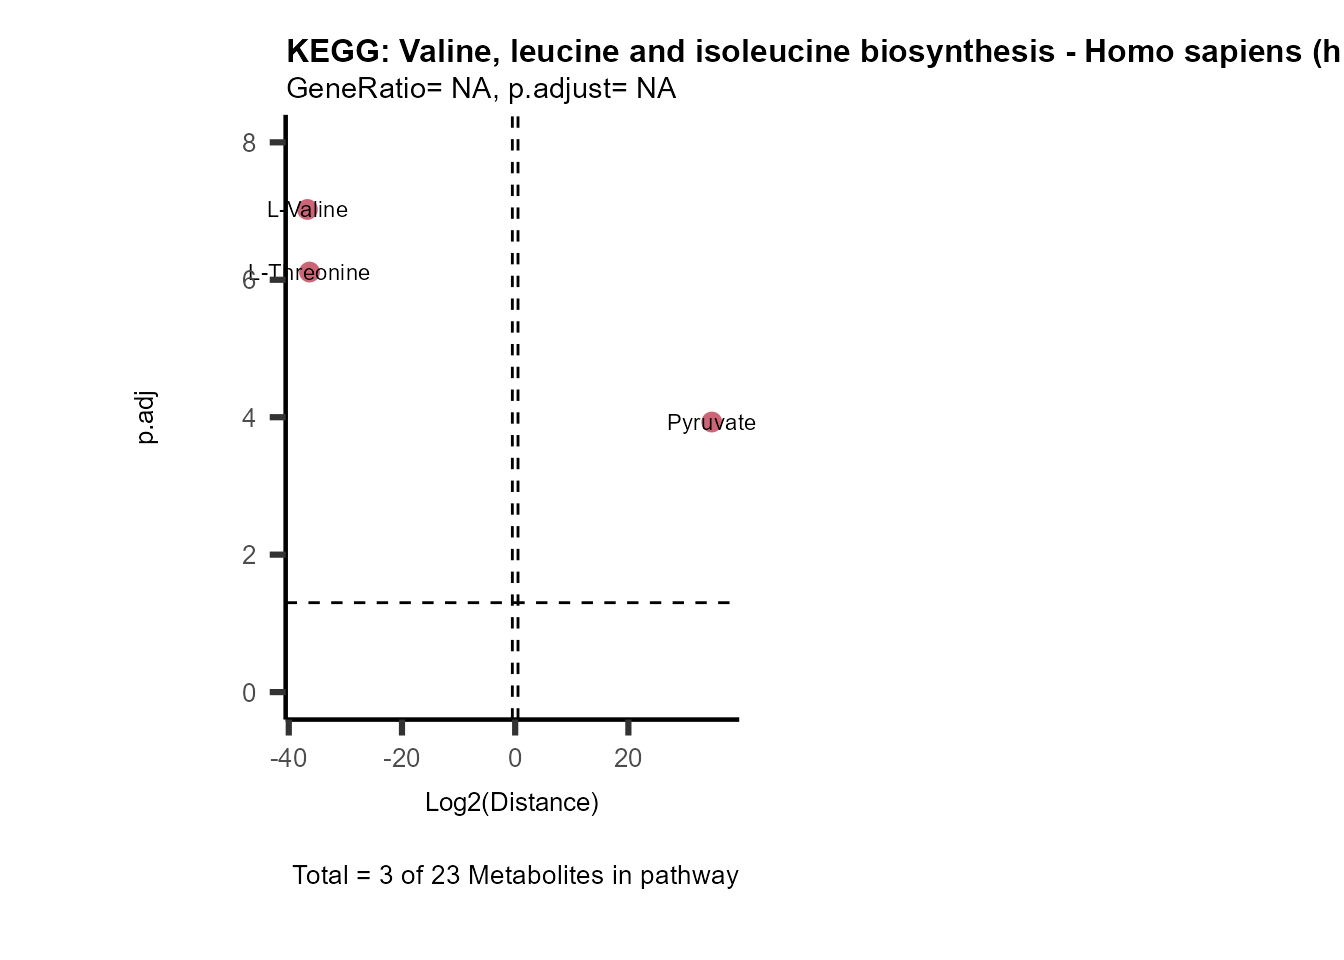 KEGG: Valine, leucine and isoleucine biosynthesis - Homo sapiens (h
GeneRatio= NA, p.adjust= NA
8
L-Valine
L-Threonine
6
p.adj
4
Pyruvate
2
0
-40 -20 0 20
Log2(Distance)
Total = 3 of 23 Metabolites in pathway